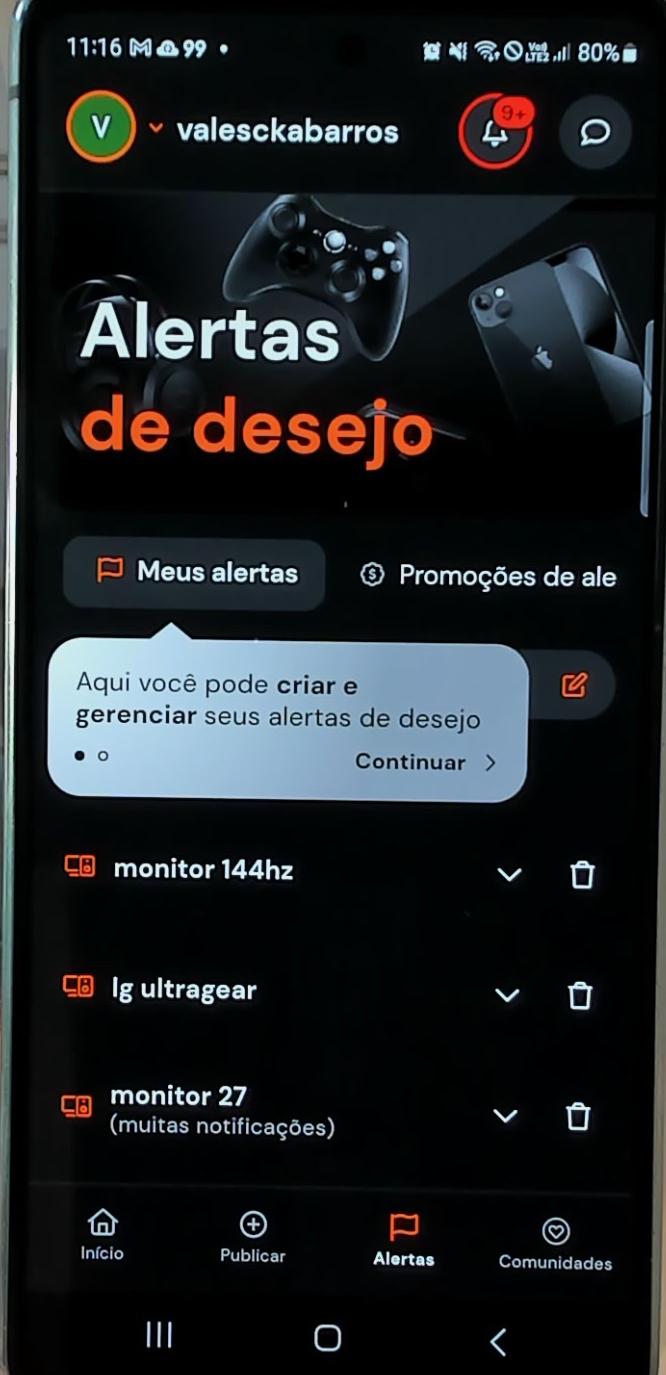 11:16 M 99 •
Vo) LTE2 80%
V valesckabarros 9+
Alertas
de desejo
Meus alertas
$ Promoções de ale
Aqui você pode criar e
gerenciar seus alertas de desejo
Continuar
monitor 144hz
lg ultragear
monitor 27
(muitas notificações)
Início
Publicar
Alertas
Comunidades